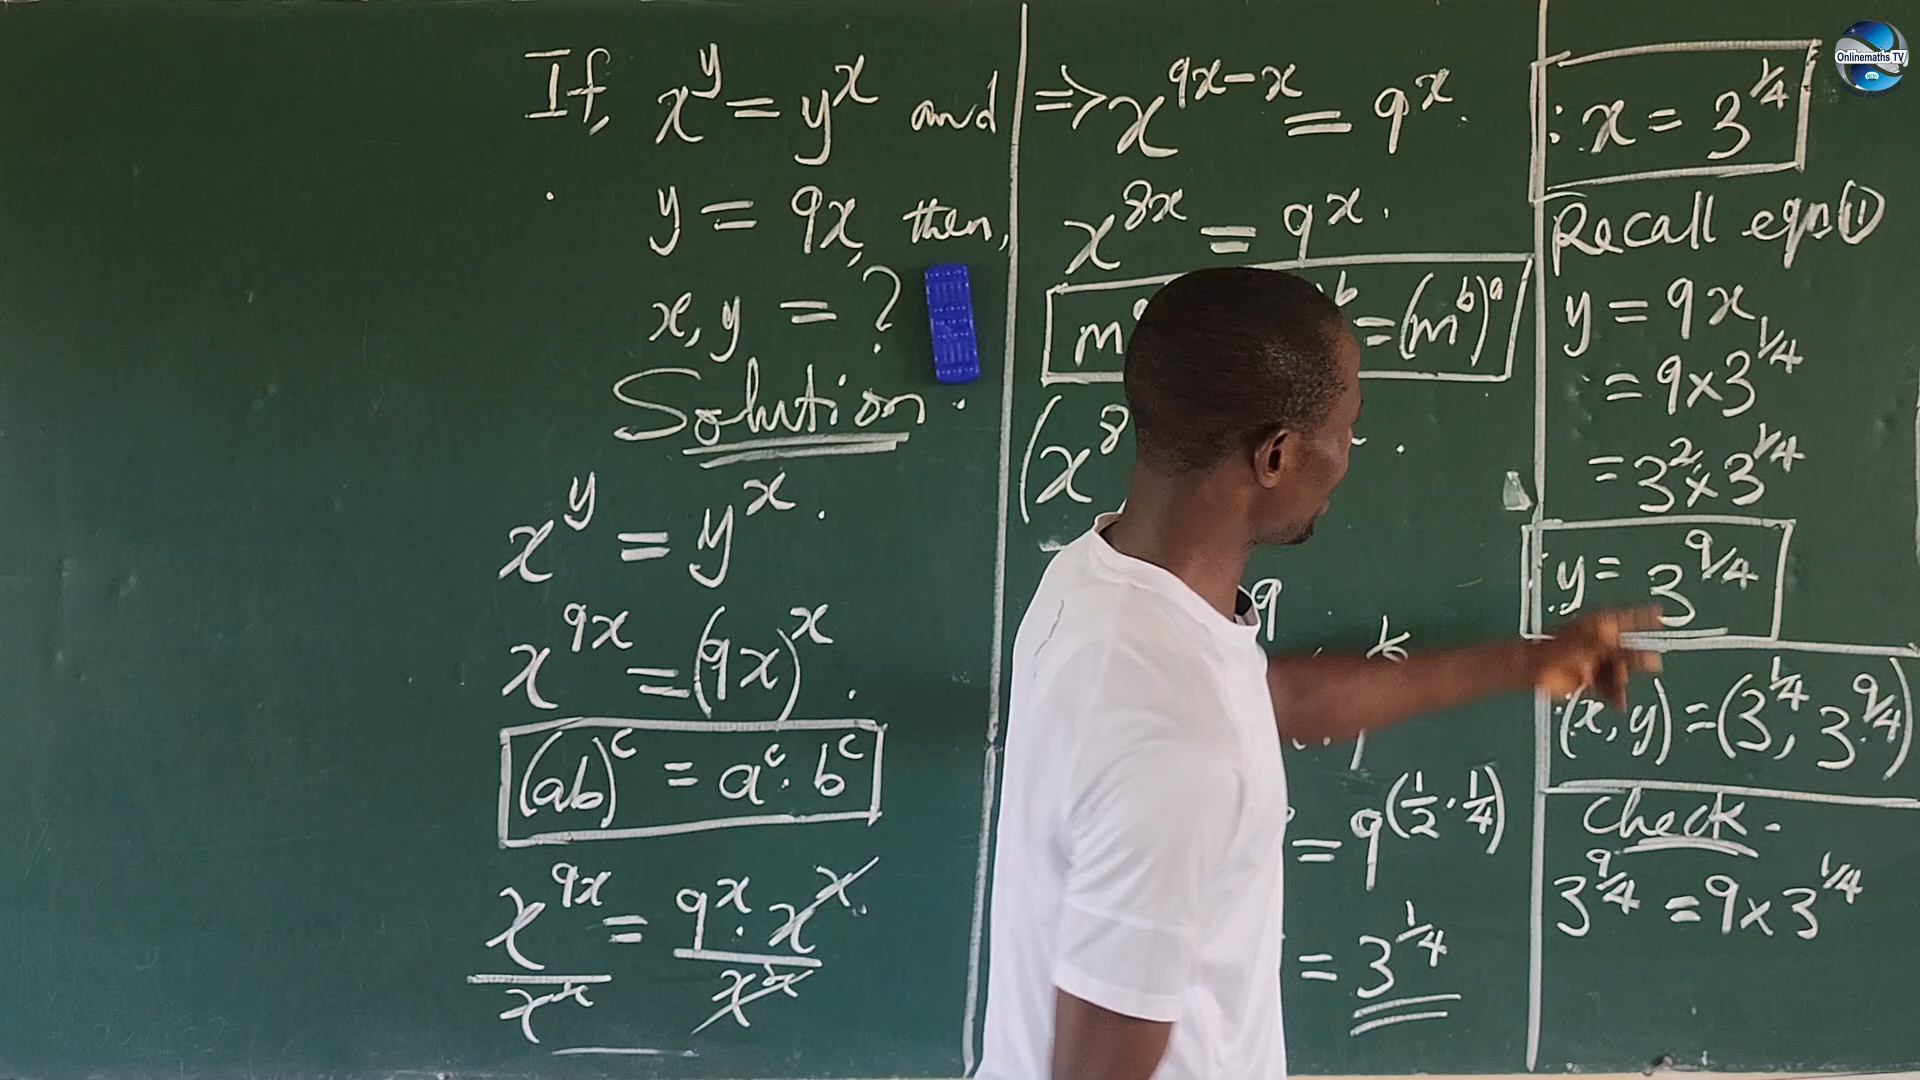 If, x^y = y^x and
y = 9x, then,
x, y = ?
Solution.
x^y = y^x.
x^9x = (9x)^x.
(ab)^c = a^c · b^c
x^9x / x^x = 9^x · x^x / x^x
⇒ x^9x-x = 9^x.
x^8x = 9^x.
m = (m^b)^a
(x^8
9
= 9^(1/2 · 1/4)
= 3^1/4
∴ x = 3^1/4
Recall eqn (1)
y = 9x
= 9 × 3^1/4
= 3^2 × 3^1/4
∴ y = 3^9/4
∴ (x, y) = (3^1/4, 3^9/4)
Check.
3^9/4 = 9 × 3^1/4
Onlinemaths TV